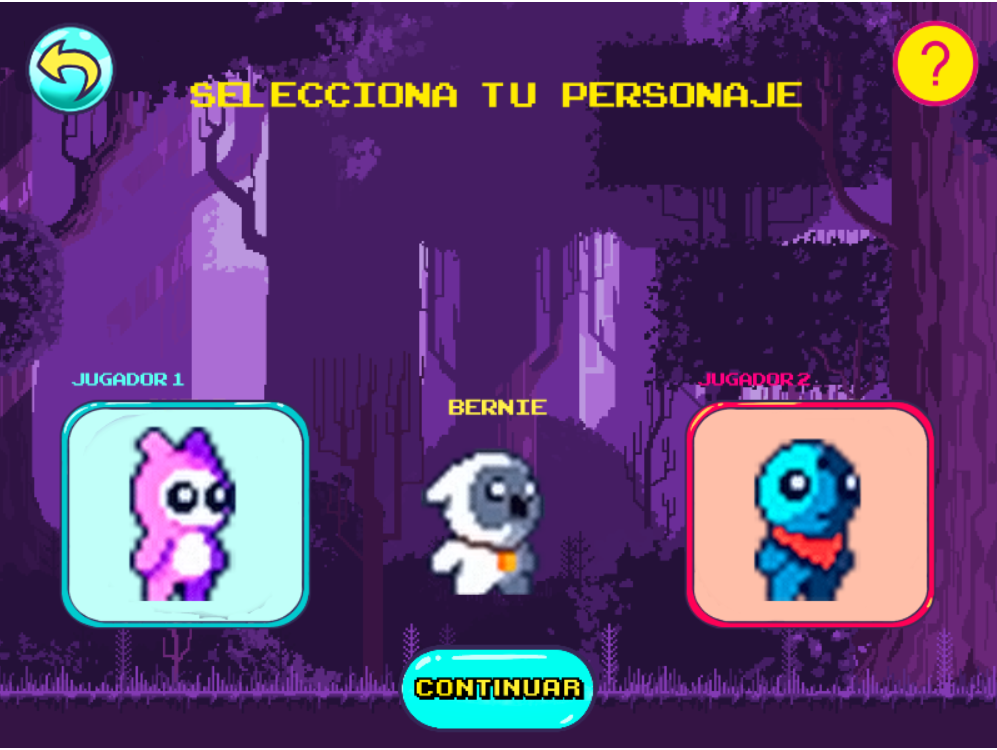 ?
SELECCIONA TU PERSONAJE
JUGADOR 1
JUGADOR 2
BERNIE
CONTINUAR